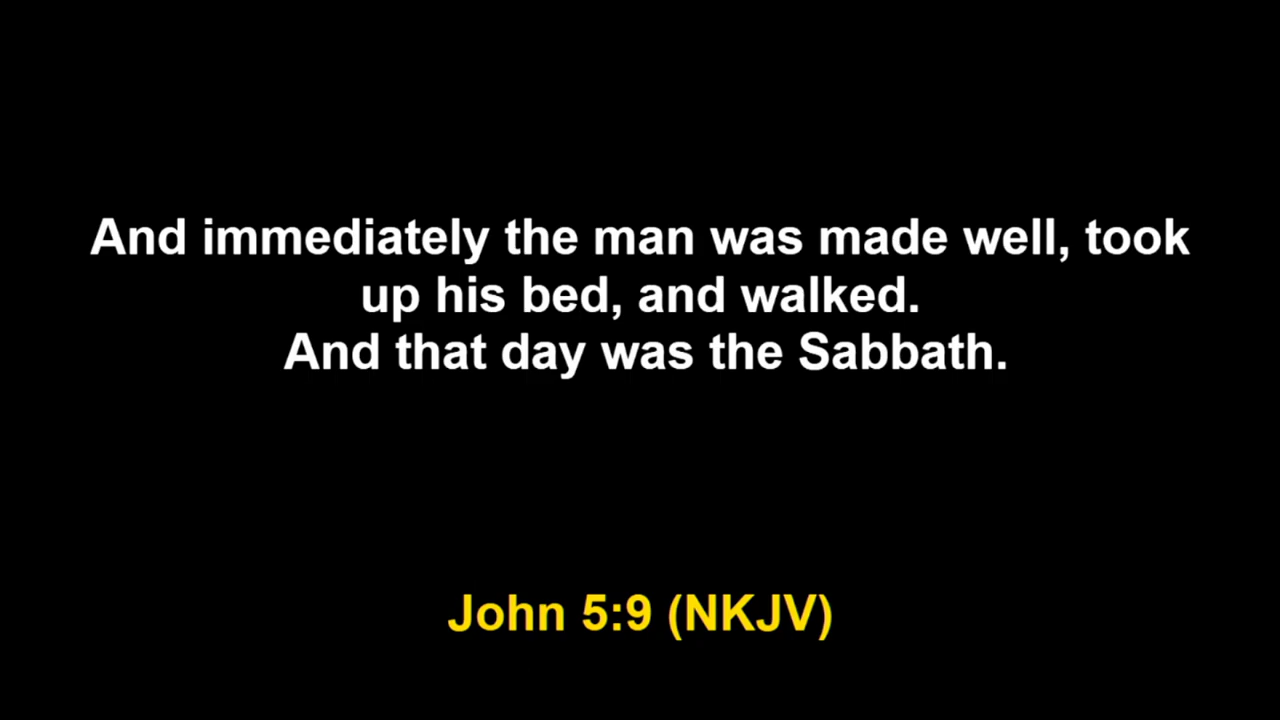 And immediately the man was made well, took
up his bed, and walked.
And that day was the Sabbath.
John 5:9 (NKJV)